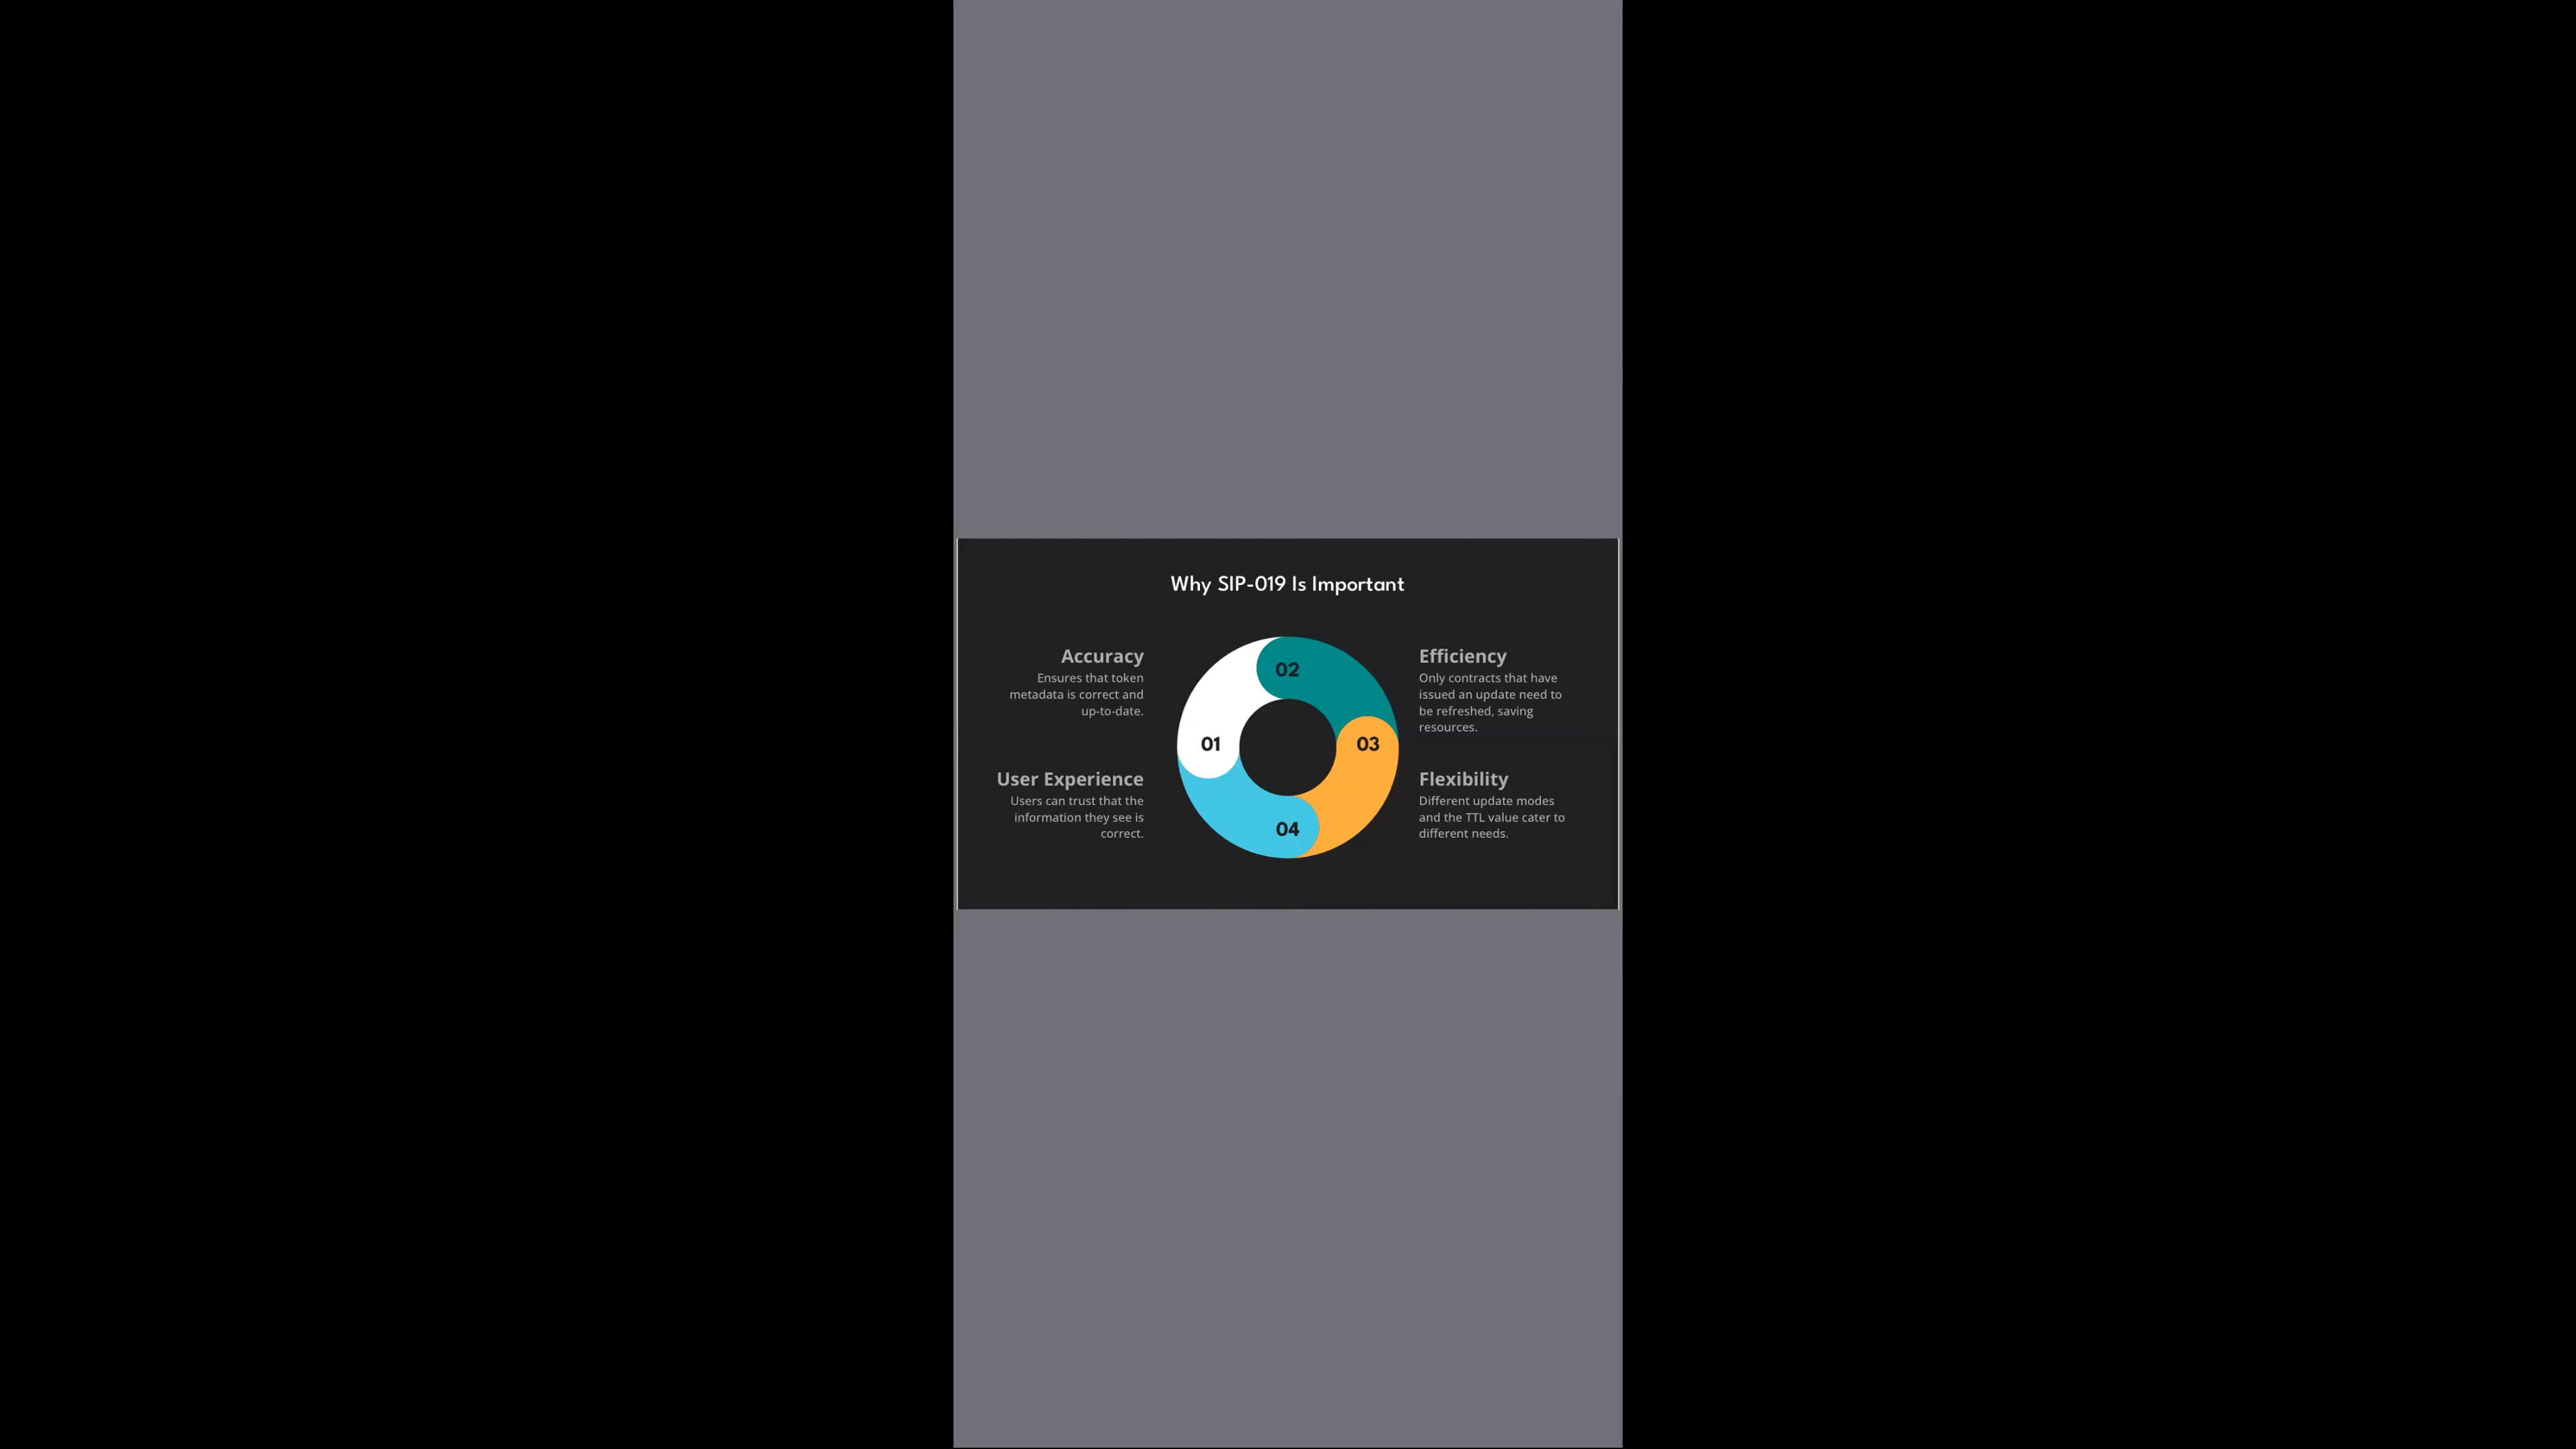 Why SIP-019 Is Important
Accuracy
Ensures that token
metadata is correct and
up-to-date.
User Experience
Users can trust that the
information they see is
correct.
02
01
03
04
Efficiency
Only contracts that have
issued an update need to
be refreshed, saving
resources.
Flexibility
Different update modes
and the TTL value cater to
different needs.